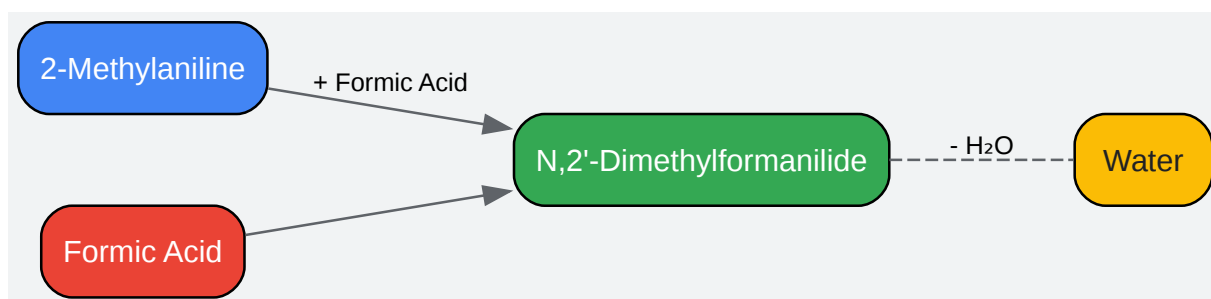 2-Methylaniline
+ Formic Acid
N,2'-Dimethylformanilide
- H₂O
Water
Formic Acid